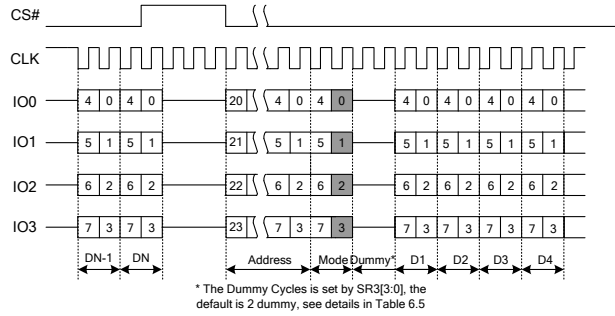 CS#
CLK
IO0 4 0 4 0 20 4 0 4 0 4 0 4 0 4 0 4 0
IO1 5 1 5 1 21 5 1 5 1 5 1 5 1 5 1 5 1
IO2 6 2 6 2 22 6 2 6 2 6 2 6 2 6 2 6 2
IO3 7 3 7 3 23 7 3 7 3 7 3 7 3 7 3 7 3
DN-1 DN Address Mode Dummy* D1 D2 D3 D4
* The Dummy Cycles is set by SR3[3:0], the
default is 2 dummy, see details in Table 6.5